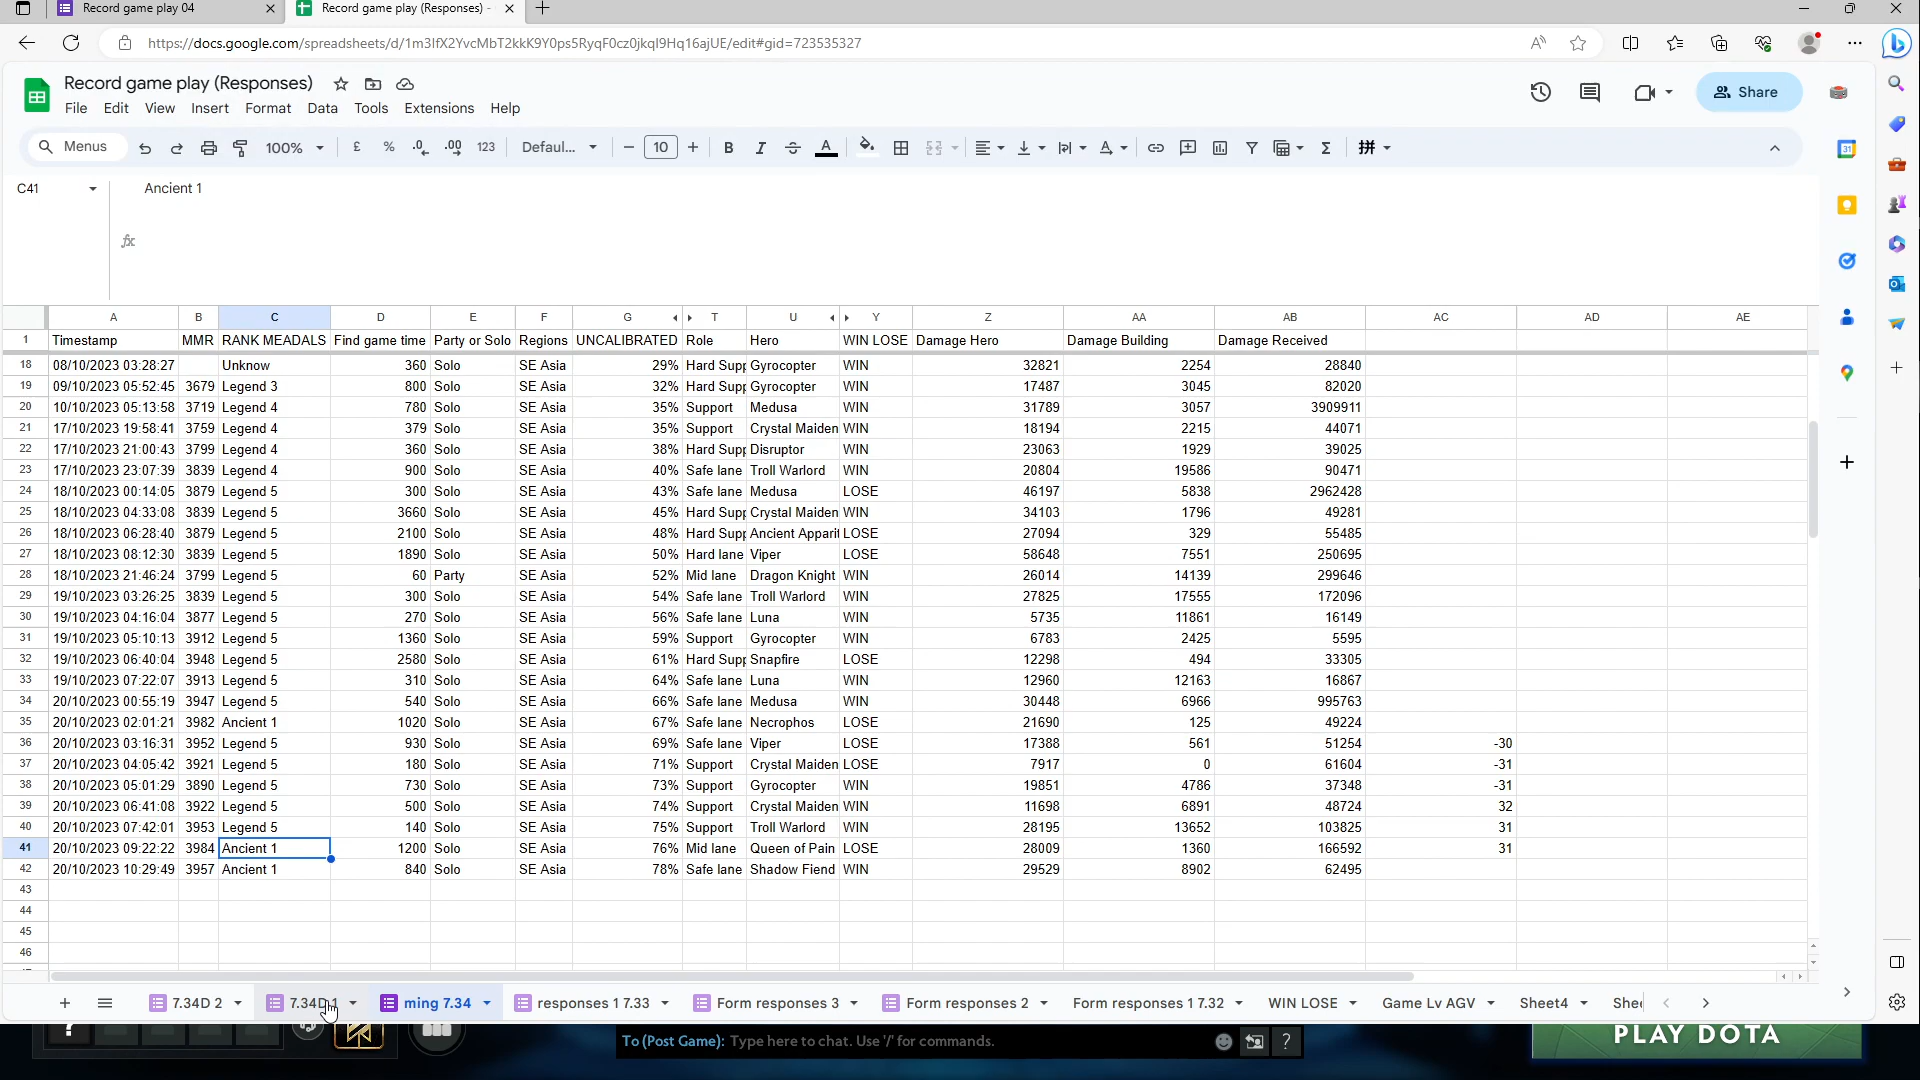 Record game play 04
Record game play (Responses) -
https://docs.google.com/spreadsheets/d/1m3lfX2YvcMbT2kkK9Y0ps5RyqF0cz0jkqI9Hq16ajUE/edit#gid=723535327
Record game play (Responses)
Share
File Edit View Insert Format Data Tools Extensions Help
Menus 100% £ % .0 .00 123 Defaul... 10 B I A
C41 Ancient 1
fx
A B C D E F G T U Y Z AA AB AC AD AE
1 Timestamp MMR RANK MEADALS Find game time Party or Solo Regions UNCALIBRATED Role Hero WIN LOSE Damage Hero Damage Building Damage Received
18 08/10/2023 03:28:27 Unknow 360 Solo SE Asia 29% Hard Supp Gyrocopter WIN 32821 2254 28840
19 09/10/2023 05:52:45 3679 Legend 3 800 Solo SE Asia 32% Hard Supp Gyrocopter WIN 17487 3045 82020
20 10/10/2023 05:13:58 3719 Legend 4 780 Solo SE Asia 35% Support Medusa WIN 31789 3057 3909911
21 17/10/2023 19:58:41 3759 Legend 4 379 Solo SE Asia 35% Support Crystal Maiden WIN 18194 2215 44071
22 17/10/2023 21:00:43 3799 Legend 4 360 Solo SE Asia 38% Hard Supp Disruptor WIN 23063 1929 39025
23 17/10/2023 23:07:39 3839 Legend 4 900 Solo SE Asia 40% Safe lane Troll Warlord WIN 20804 19586 90471
24 18/10/2023 00:14:05 3879 Legend 5 300 Solo SE Asia 43% Safe lane Medusa LOSE 46197 5838 2962428
25 18/10/2023 04:33:08 3839 Legend 5 3660 Solo SE Asia 45% Hard Supp Crystal Maiden WIN 34103 1796 49281
26 18/10/2023 06:28:40 3879 Legend 5 2100 Solo SE Asia 48% Hard Supp Ancient Apparit LOSE 27094 329 55485
27 18/10/2023 08:12:30 3839 Legend 5 1890 Solo SE Asia 50% Hard lane Viper LOSE 58648 7551 250695
28 18/10/2023 21:46:24 3799 Legend 5 60 Party SE Asia 52% Mid lane Dragon Knight WIN 26014 14139 299646
29 19/10/2023 03:26:25 3839 Legend 5 300 Solo SE Asia 54% Safe lane Troll Warlord WIN 27825 17555 172096
30 19/10/2023 04:16:04 3877 Legend 5 270 Solo SE Asia 56% Safe lane Luna WIN 5735 11861 16149
31 19/10/2023 05:10:13 3912 Legend 5 1360 Solo SE Asia 59% Support Gyrocopter WIN 6783 2425 5595
32 19/10/2023 06:40:04 3948 Legend 5 2580 Solo SE Asia 61% Hard Supp Snapfire LOSE 12298 494 33305
33 19/10/2023 07:22:07 3913 Legend 5 310 Solo SE Asia 64% Safe lane Luna WIN 12960 12163 16867
34 20/10/2023 00:55:19 3947 Legend 5 540 Solo SE Asia 66% Safe lane Medusa WIN 30448 6966 995763
35 20/10/2023 02:01:21 3982 Ancient 1 1020 Solo SE Asia 67% Safe lane Necrophos LOSE 21690 125 49224
36 20/10/2023 03:16:31 3952 Legend 5 930 Solo SE Asia 69% Safe lane Viper LOSE 17388 561 51254 -30
37 20/10/2023 04:05:42 3921 Legend 5 180 Solo SE Asia 71% Support Crystal Maiden LOSE 7917 0 61604 -31
38 20/10/2023 05:01:29 3890 Legend 5 730 Solo SE Asia 73% Support Gyrocopter WIN 19851 4786 37348 -31
39 20/10/2023 06:41:08 3922 Legend 5 500 Solo SE Asia 74% Support Crystal Maiden WIN 11698 6891 48724 32
40 20/10/2023 07:42:01 3953 Legend 5 140 Solo SE Asia 75% Support Troll Warlord WIN 28195 13652 103825 31
41 20/10/2023 09:22:22 3984 Ancient 1 1200 Solo SE Asia 76% Mid lane Queen of Pain LOSE 28009 1360 166592 31
42 20/10/2023 10:29:49 3957 Ancient 1 840 Solo SE Asia 78% Safe lane Shadow Fiend WIN 29529 8902 62495
43
44
45
46
7.34D 2 7.34D 1 ming 7.34 responses 1 7.33 Form responses 3 Form responses 2 Form responses 1 7.32 WIN LOSE Game Lv AGV Sheet4 Shee
To (Post Game): Type here to chat. Use '/' for commands.
?
PLAY DOTA